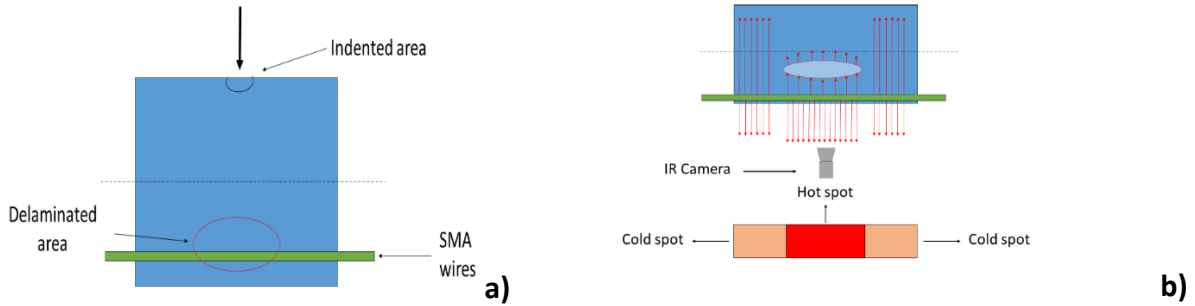 Indented area
Delaminated
area
SMA
wires
a)
IR Camera
Hot spot
Cold spot
Cold spot
b)